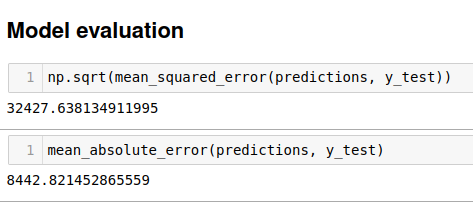 Model evaluation
1 np.sqrt(mean_squared_error(predictions, y_test))
32427.638134911995
1 mean_absolute_error(predictions, y_test)
8442.821452865559